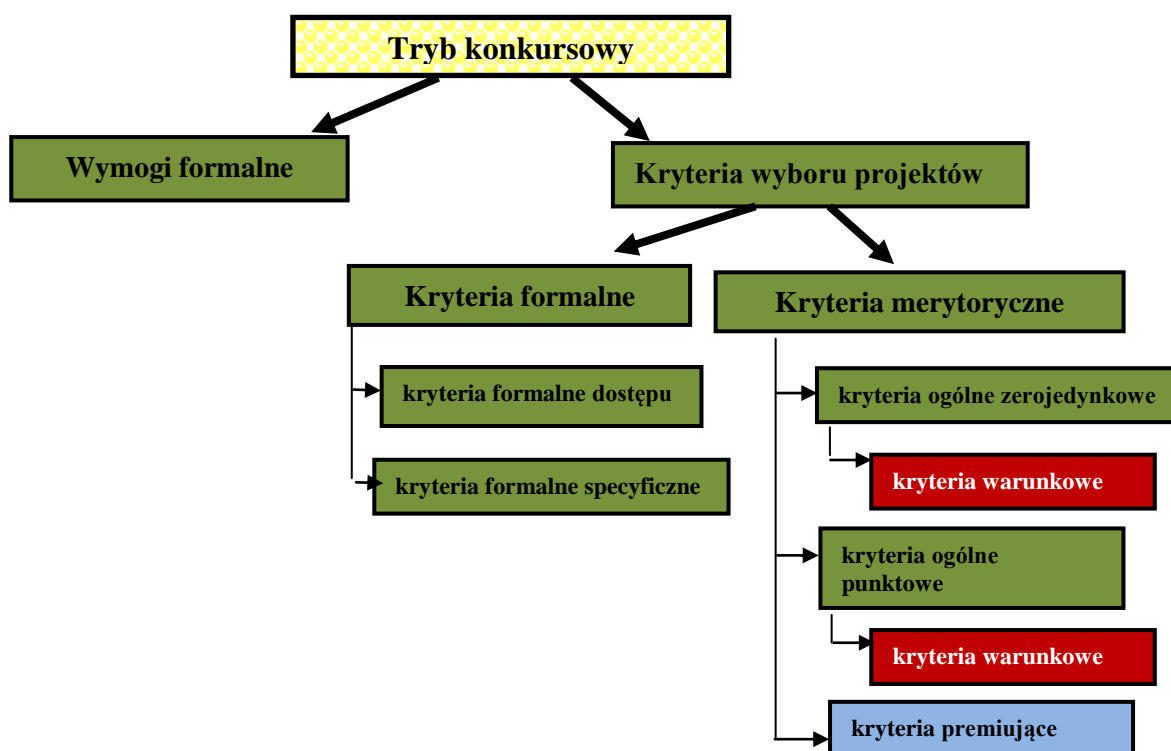 Tryb konkursowy
Wymogi formalne
Kryteria wyboru projektów
Kryteria formalne
Kryteria merytoryczne
kryteria formalne dostępu
kryteria ogólne zerojedynkowe
kryteria formalne specyficzne
kryteria warunkowe
kryteria ogólne
punktowe
kryteria warunkowe
kryteria premiujące